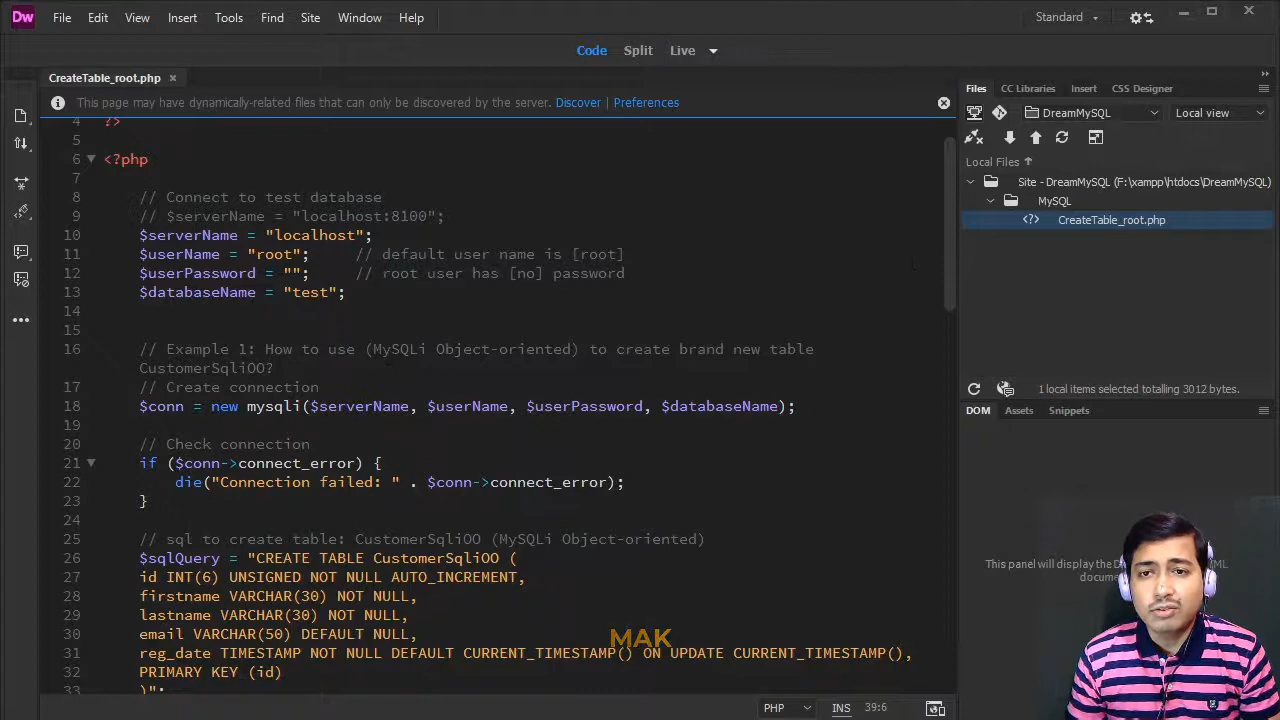 Dw File Edit View Insert Tools Find Site Window Help Standard
Code Split Live
CreateTable_root.php
This page may have dynamically-related files that can only be discovered by the server. Discover | Preferences
4 ?>
5
6 <?php
7
8 // Connect to test database
9 // $serverName = "localhost:8100";
10 $serverName = "localhost";
11 $userName = "root"; // default user name is [root]
12 $userPassword = ""; // root user has [no] password
13 $databaseName = "test";
14
15
16 // Example 1: How to use (MySQLi Object-oriented) to create brand new table
CustomerSqliOO?
17 // Create connection
18 $conn = new mysqli($serverName, $userName, $userPassword, $databaseName);
19
20 // Check connection
21 if ($conn->connect_error) {
22 die("Connection failed: " . $conn->connect_error);
23 }
24
25 // sql to create table: CustomerSqliOO (MySQLi Object-oriented)
26 $sqlQuery = "CREATE TABLE CustomerSqliOO (
27 id INT(6) UNSIGNED NOT NULL AUTO_INCREMENT,
28 firstname VARCHAR(30) NOT NULL,
29 lastname VARCHAR(30) NOT NULL,
30 email VARCHAR(50) DEFAULT NULL,
31 reg_date TIMESTAMP NOT NULL DEFAULT CURRENT_TIMESTAMP() ON UPDATE CURRENT_TIMESTAMP(),
32 PRIMARY KEY (id)
33 )";
MAK
PHP INS 39:6
Files CC Libraries Insert CSS Designer
DreamMySQL Local view
Local Files
Site - DreamMySQL (F:\xampp\htdocs\DreamMySQL)
MySQL
CreateTable_root.php
1 local items selected totalling 3012 bytes.
DOM Assets Snippets
This panel will display the